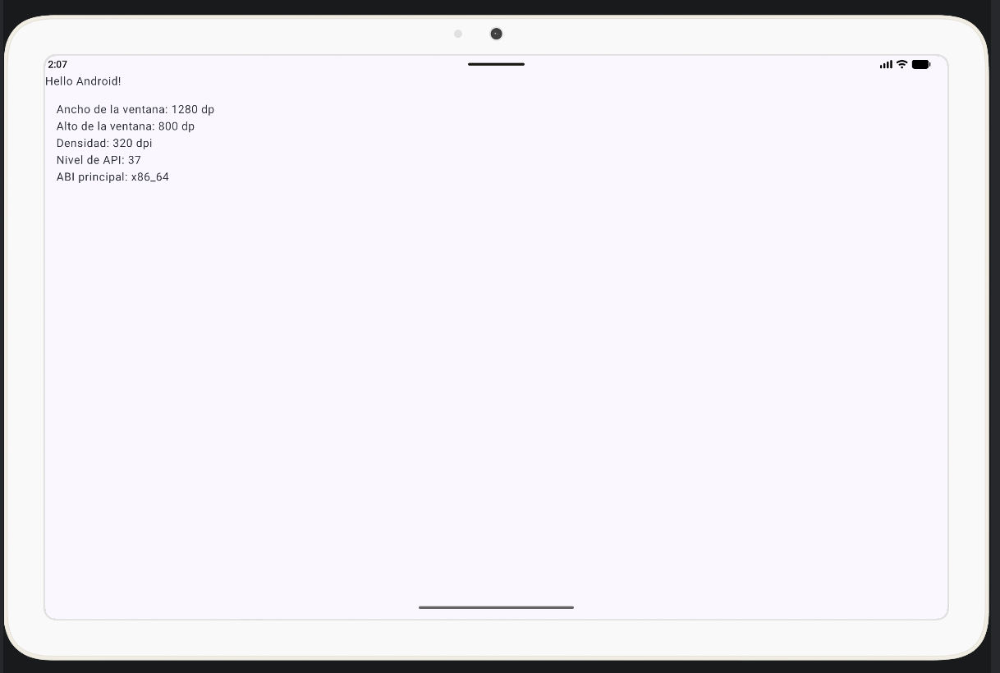 2:07
Hello Android!
Ancho de la ventana: 1280 dp
Alto de la ventana: 800 dp
Densidad: 320 dpi
Nivel de API: 37
ABI principal: x86_64